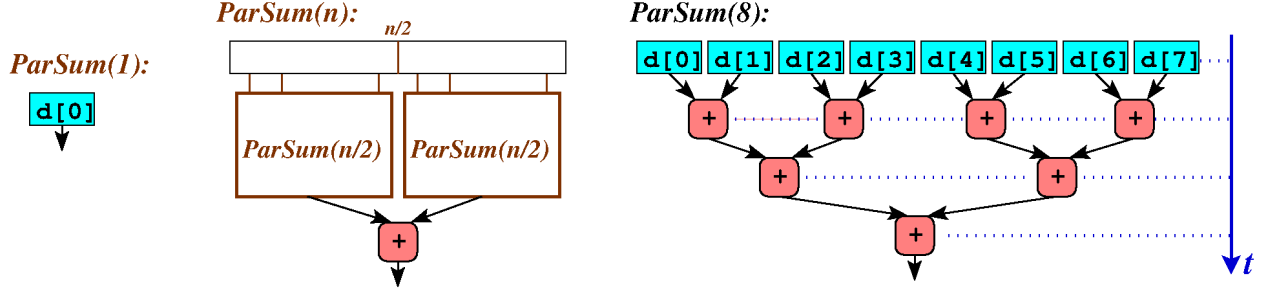 ParSum(1):
d[0]
ParSum(n):
n/2
ParSum(n/2) ParSum(n/2)
+
ParSum(8):
d[0] d[1] d[2] d[3] d[4] d[5] d[6] d[7]
+ + + +
+ +
+
t